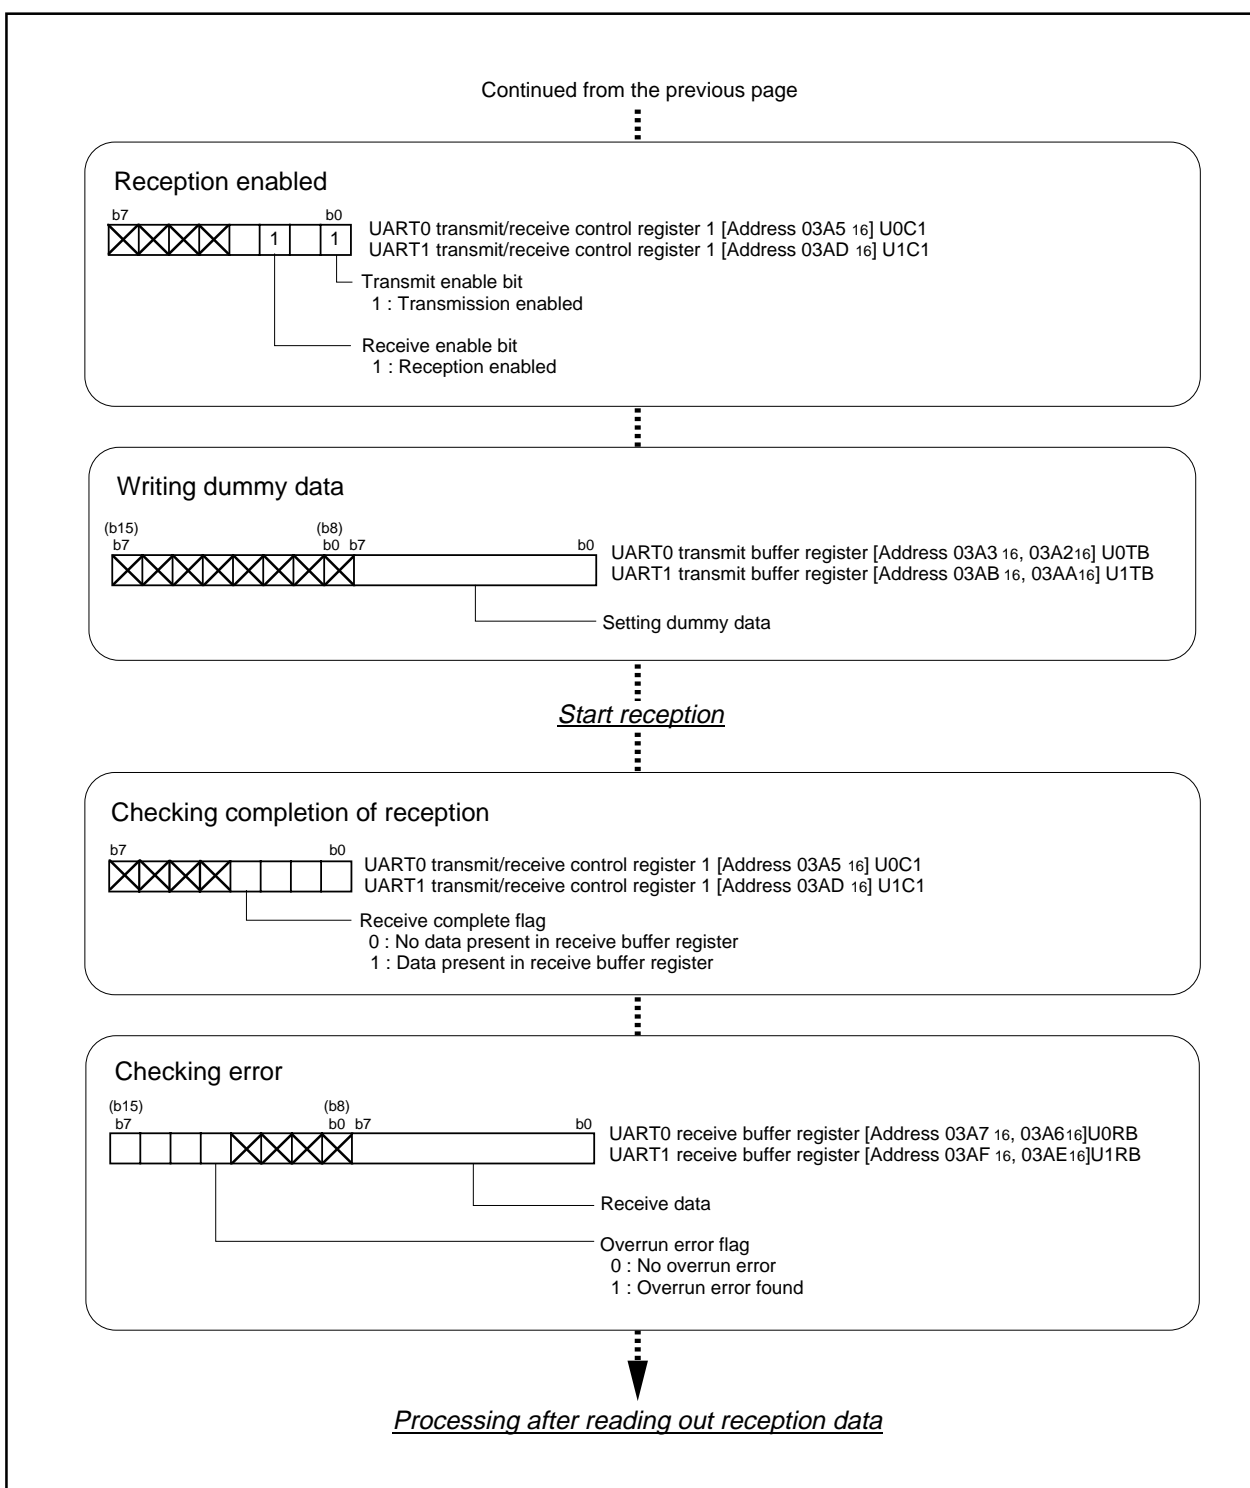 Continued from the previous page
Reception enabled
b7 b0
1 1
UART0 transmit/receive control register 1 [Address 03A5 16] U0C1
UART1 transmit/receive control register 1 [Address 03AD 16] U1C1
Transmit enable bit
1 : Transmission enabled
Receive enable bit
1 : Reception enabled
Writing dummy data
(b15) (b8)
b7 b0 b7 b0
UART0 transmit buffer register [Address 03A3 16, 03A216] U0TB
UART1 transmit buffer register [Address 03AB 16, 03AA16] U1TB
Setting dummy data
Start reception
Checking completion of reception
b7 b0
UART0 transmit/receive control register 1 [Address 03A5 16] U0C1
UART1 transmit/receive control register 1 [Address 03AD 16] U1C1
Receive complete flag
0 : No data present in receive buffer register
1 : Data present in receive buffer register
Checking error
(b15) (b8)
b7 b0 b7 b0
UART0 receive buffer register [Address 03A7 16, 03A616]U0RB
UART1 receive buffer register [Address 03AF 16, 03AE16]U1RB
Receive data
Overrun error flag
0 : No overrun error
1 : Overrun error found
Processing after reading out reception data